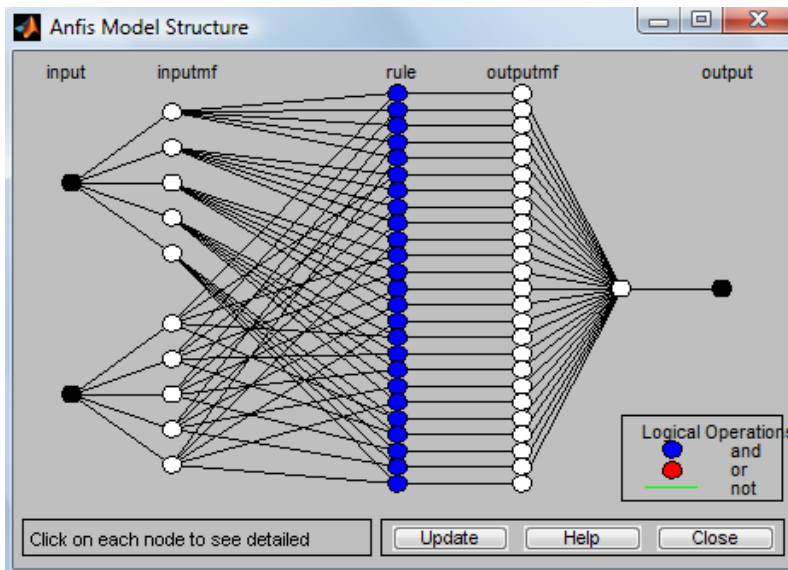 Anfis Model Structure
input inputmf rule outputmf output
Logical Operations
and
or
not
Click on each node to see detailed
Update Help Close